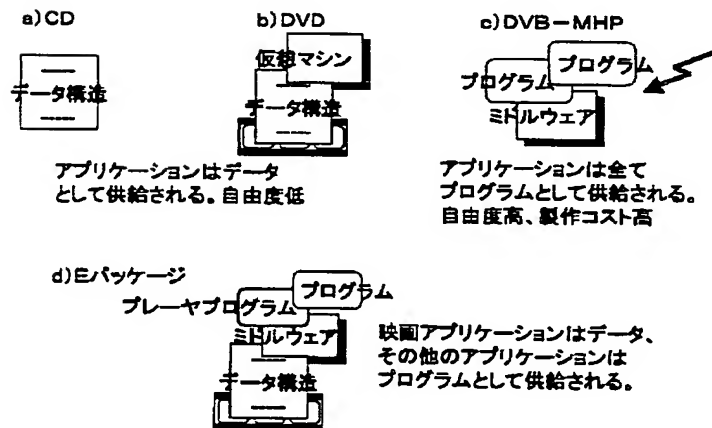 a)CD
データ構造
b)DVD
仮想マシン
データ構造
アプリケーションはデータ
として供給される。自由度低
c)DVB－MHP
プログラム
プログラム
ミドルウェア
アプリケーションは全て
プログラムとして供給される。
自由度高、製作コスト高
d)Eパッケージ
プログラム
プレーヤプログラム
ミドルウェア
データ構造
映画アプリケーションはデータ、
その他のアプリケーションは
プログラムとして供給される。